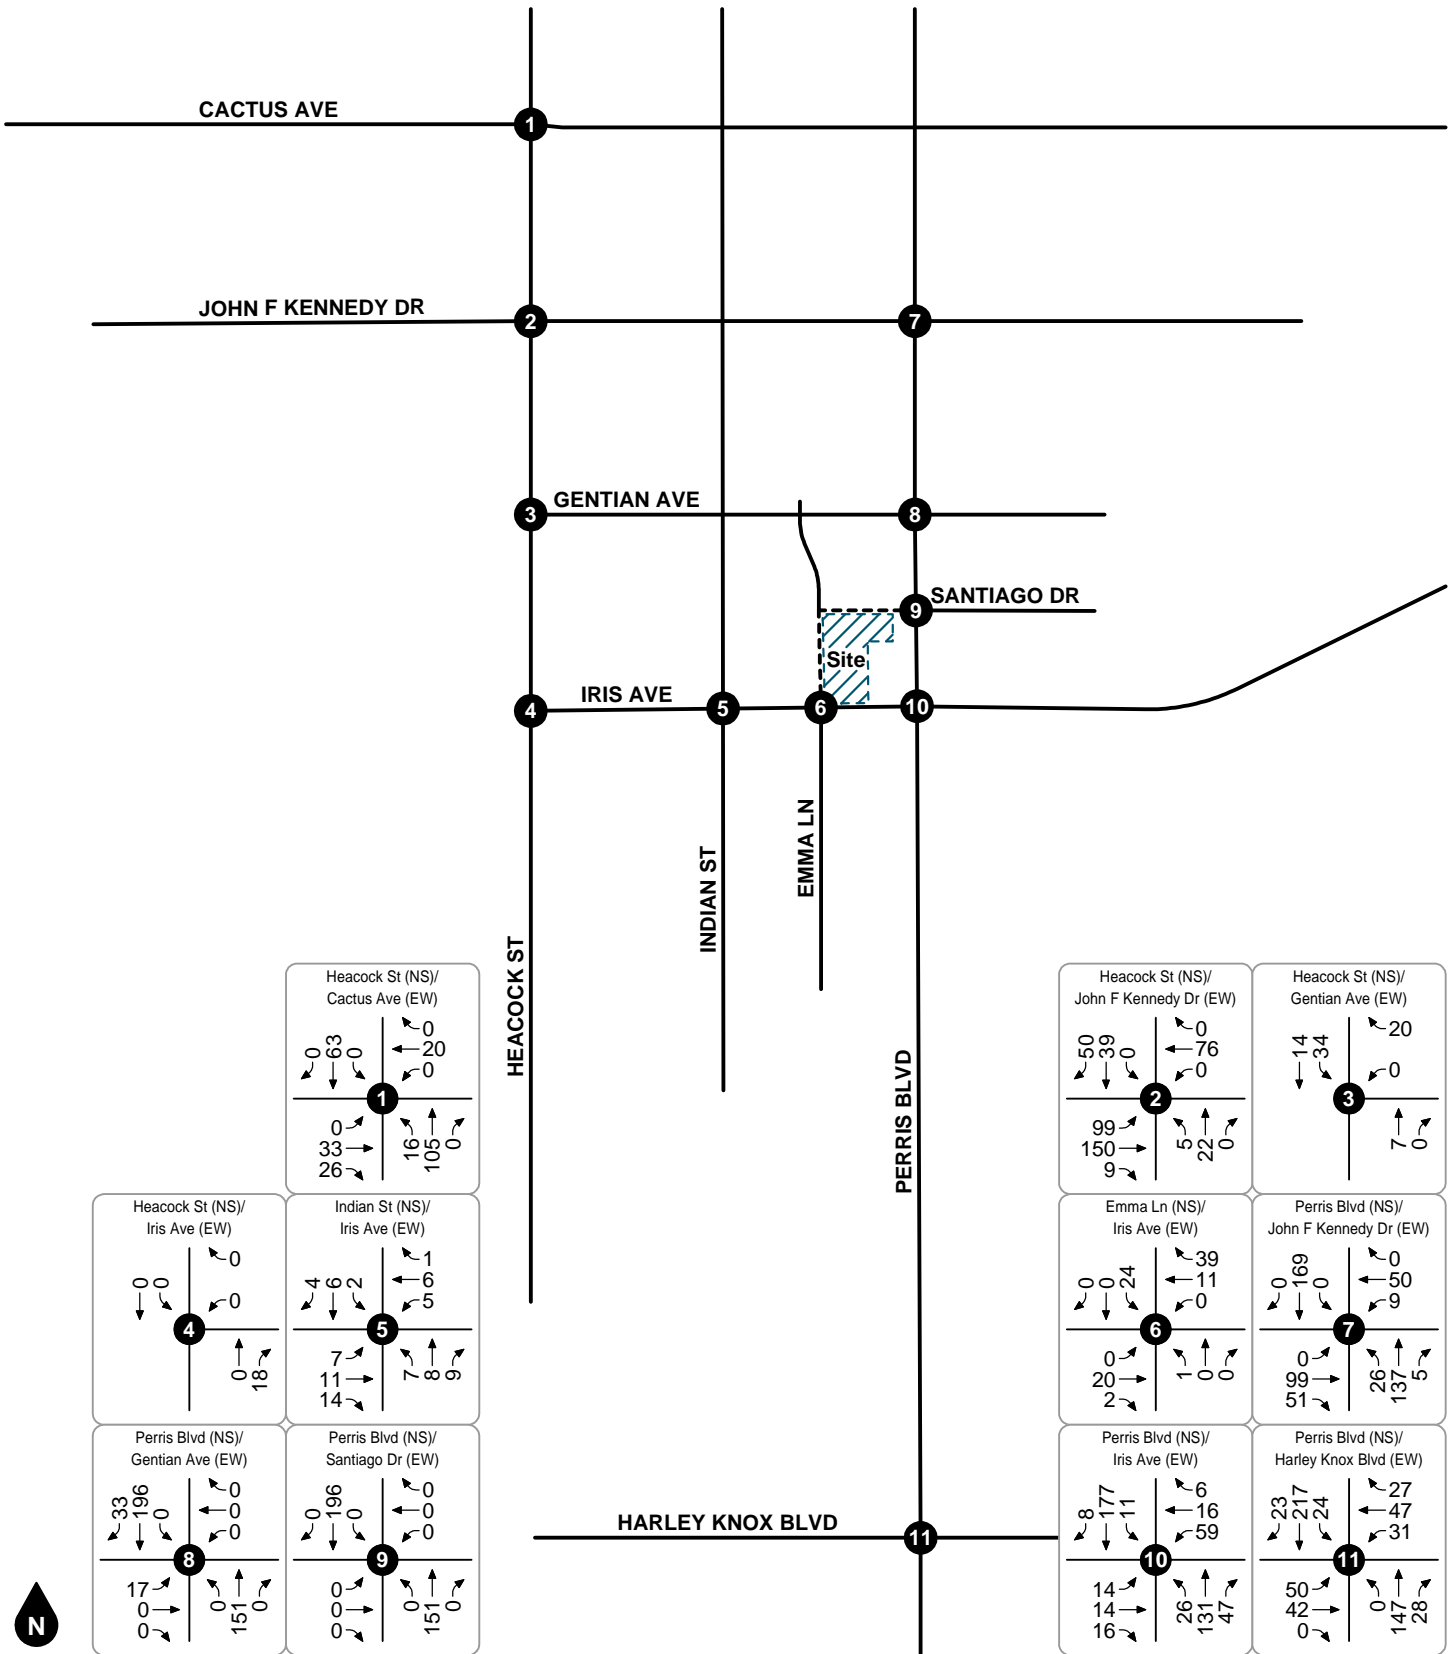 CACTUS AVE
1
JOHN F KENNEDY DR
2
7
GENTIAN AVE
3
8
SANTIAGO DR
9
Site
IRIS AVE
4
5
6
10
EMMA LN
INDIAN ST
HEACOCK ST
PERRIS BLVD
HARLEY KNOX BLVD
11
N
Heacock St (NS)/
Cactus Ave (EW)
0 63 0
0
20
0
1
0
33
26
16 105 0
Heacock St (NS)/
John F Kennedy Dr (EW)
50 39 0
0
76
0
2
99
150
9
5 22 0
Heacock St (NS)/
Gentian Ave (EW)
14 34
20
0
3
7 0
Heacock St (NS)/
Iris Ave (EW)
0 0
0
0
4
0 18
Indian St (NS)/
Iris Ave (EW)
4 6 2
1
6
5
5
7
11
14
7 8 9
Emma Ln (NS)/
Iris Ave (EW)
0 0 24
39
11
0
6
0
20
2
1 0 0
Perris Blvd (NS)/
John F Kennedy Dr (EW)
0 169 0
0
50
9
7
0
99
51
26 137 5
Perris Blvd (NS)/
Gentian Ave (EW)
33 196 0
0
0
0
8
17
0
0
0 151 0
Perris Blvd (NS)/
Santiago Dr (EW)
0 196 0
0
0
0
9
0
0
0
0 151 0
Perris Blvd (NS)/
Iris Ave (EW)
8 177 11
6
16
59
10
14
14
16
26 131 47
Perris Blvd (NS)/
Harley Knox Blvd (EW)
23 217 24
27
47
31
11
50
42
0
0 147 28